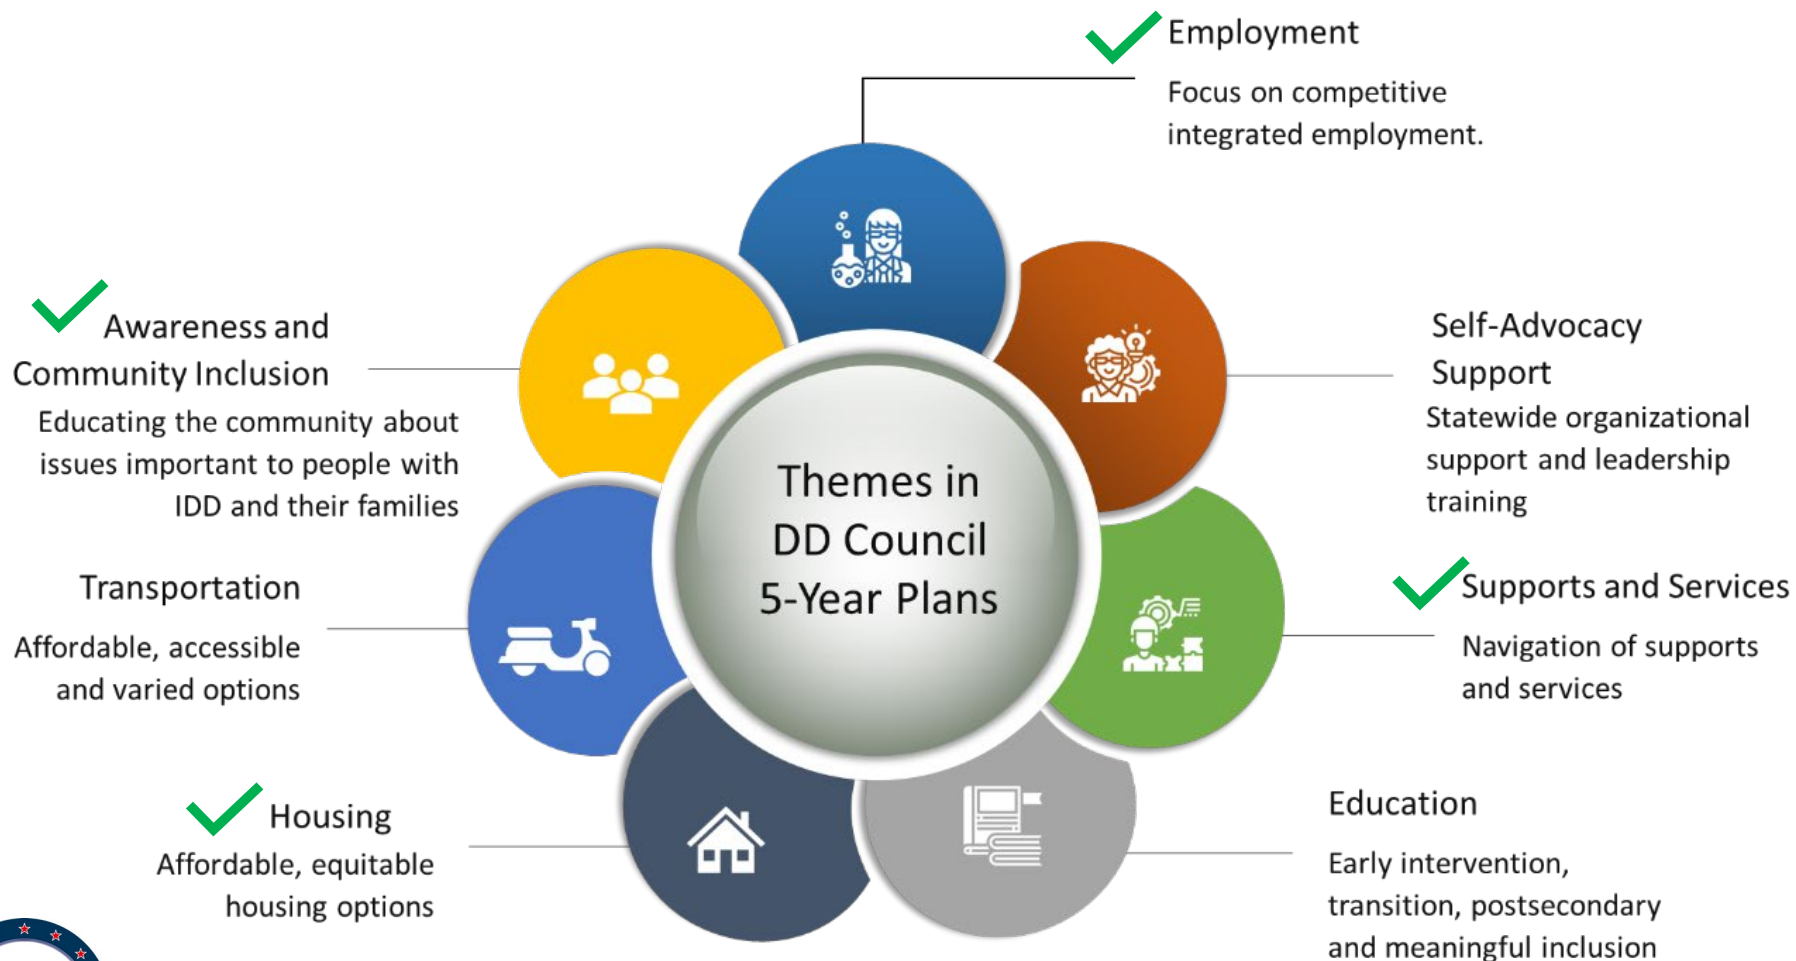 Employment
Focus on competitive
integrated employment.
Self-Advocacy
Support
Statewide organizational
support and leadership
training
Supports and Services
Navigation of supports
and services
Education
Early intervention,
transition, postsecondary
and meaningful inclusion
Housing
Affordable, equitable
housing options
Transportation
Affordable, accessible
and varied options
Awareness and
Community Inclusion
Educating the community about
issues important to people with
IDD and their families
Themes in
DD Council
5-Year Plans